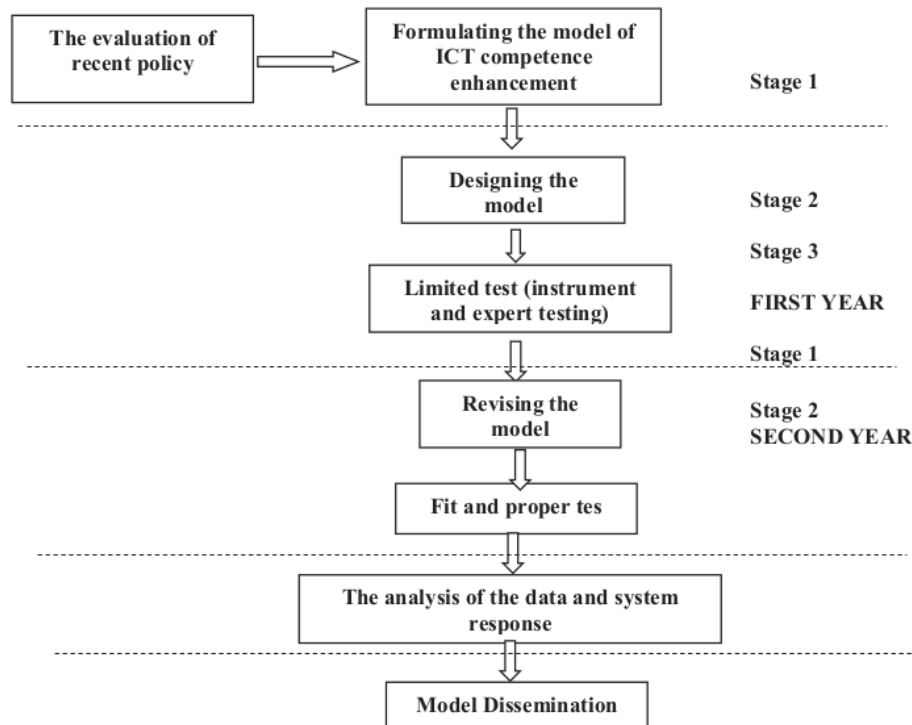 The evaluation of
recent policy
Formulating the model of
ICT competence
enhancement
Stage 1
Designing the
model
Stage 2
Stage 3
Limited test (instrument
and expert testing)
FIRST YEAR
Stage 1
Revising the
model
Stage 2
SECOND YEAR
Fit and proper tes
The analysis of the data and system
response
Model Dissemination